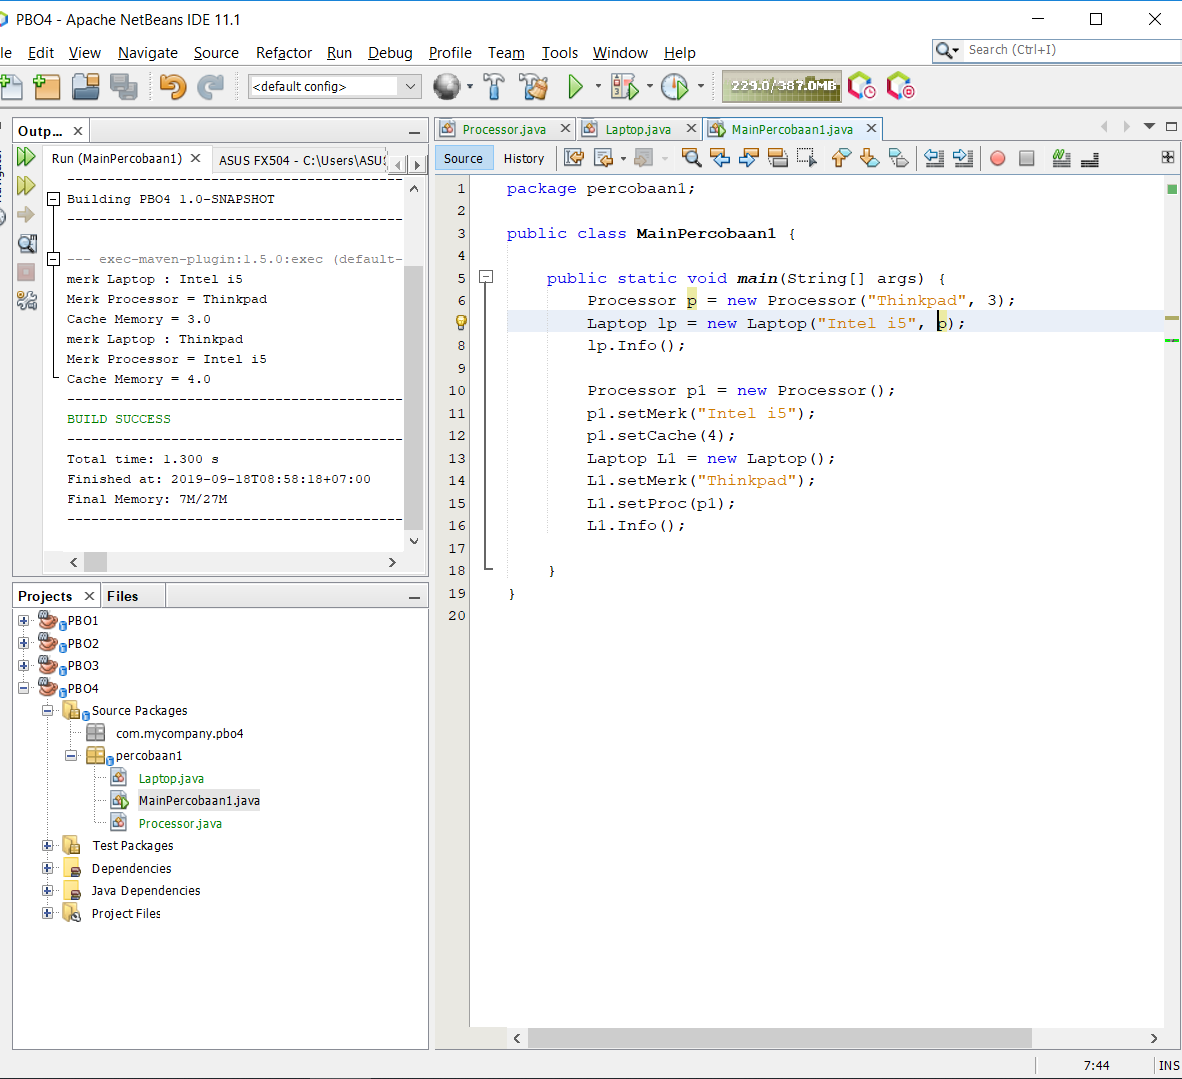 PBO4 - Apache NetBeans IDE 11.1
le Edit View Navigate Source Refactor Run Debug Profile Team Tools Window Help
Search (Ctrl+I)
<default config>
229.0/387.0MB
Outp...
Run (MainPercobaan1)
ASUS FX504 - C:\Users\ASUS
------------------------------------------
Building PBO4 1.0-SNAPSHOT
------------------------------------------
--- exec-maven-plugin:1.5.0:exec (default-
merk Laptop : Intel i5
Merk Processor = Thinkpad
Cache Memory = 3.0
merk Laptop : Thinkpad
Merk Processor = Intel i5
Cache Memory = 4.0
------------------------------------------
BUILD SUCCESS
------------------------------------------
Total time: 1.300 s
Finished at: 2019-09-18T08:58:18+07:00
Final Memory: 7M/27M
------------------------------------------
Projects
Files
PBO1
PBO2
PBO3
PBO4
Source Packages
com.mycompany.pbo4
percobaan1
Laptop.java
MainPercobaan1.java
Processor.java
Test Packages
Dependencies
Java Dependencies
Project Files
Processor.java
Laptop.java
MainPercobaan1.java
Source
History
1 package percobaan1;
2
3 public class MainPercobaan1 {
4
5 public static void main(String[] args) {
6 Processor p = new Processor("Thinkpad", 3);
Laptop lp = new Laptop("Intel i5", p);
8 lp.Info();
9
10 Processor p1 = new Processor();
11 p1.setMerk("Intel i5");
12 p1.setCache(4);
13 Laptop L1 = new Laptop();
14 L1.setMerk("Thinkpad");
15 L1.setProc(p1);
16 L1.Info();
17
18 }
19 }
20
7:44
INS